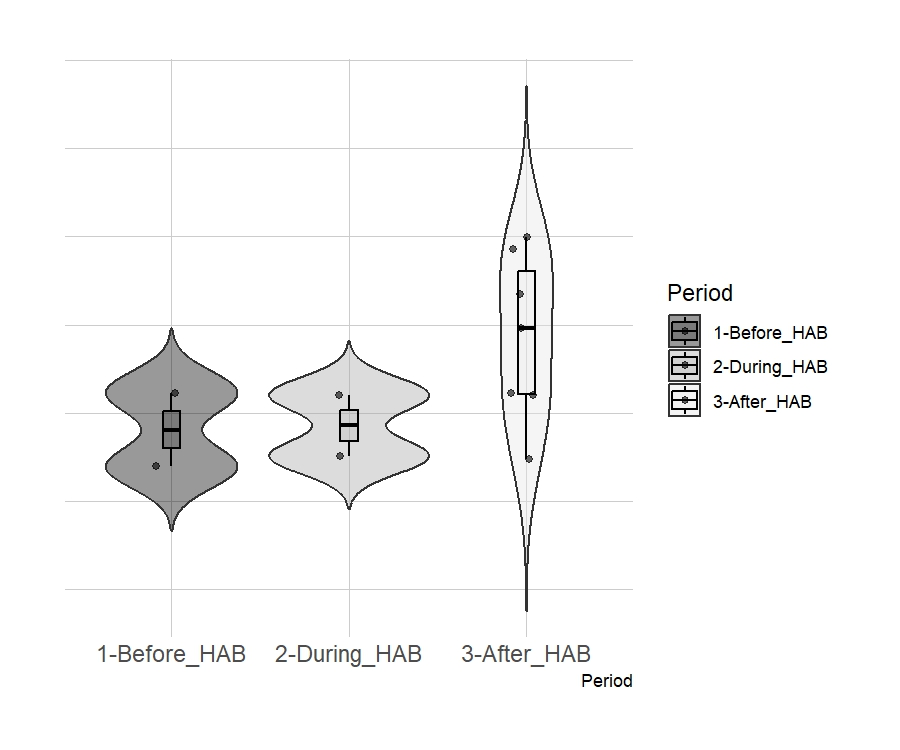 Period
1-Before_HAB
2-During_HAB
3-After_HAB
1-Before_HAB 2-During_HAB 3-After_HAB
Period